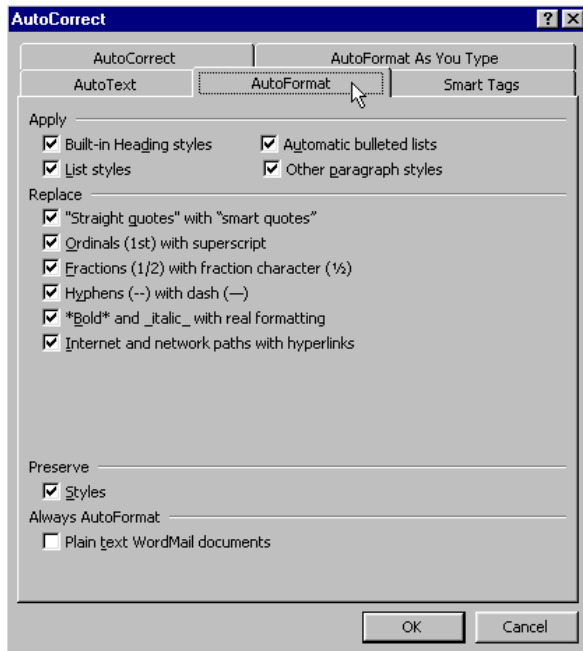 AutoCorrect
AutoCorrect AutoFormat As You Type
AutoText AutoFormat Smart Tags
Apply
Built-in Heading styles Automatic bulleted lists
List styles Other paragraph styles
Replace
"Straight quotes" with “smart quotes”
Ordinals (1st) with superscript
Fractions (1/2) with fraction character (½)
Hyphens (--) with dash (—)
*Bold* and _italic_ with real formatting
Internet and network paths with hyperlinks
Preserve
Styles
Always AutoFormat
Plain text WordMail documents
OK Cancel